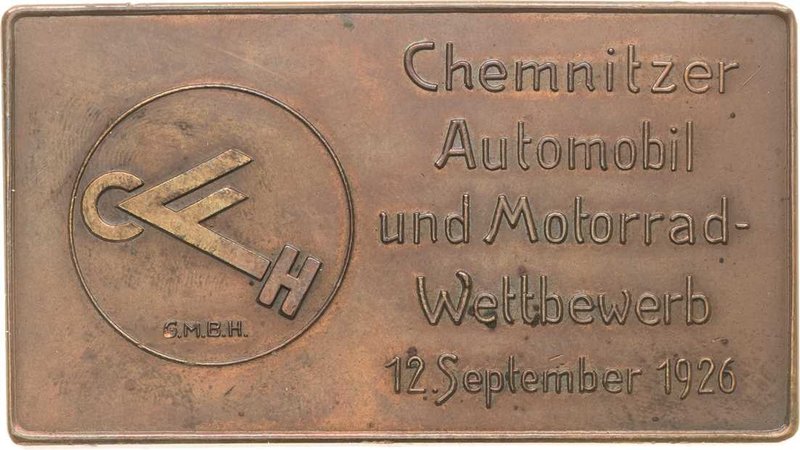 Chemnitzer
Automobil
und Motorrad-
Wettbewerb
12. September 1926
G.M.B.H.